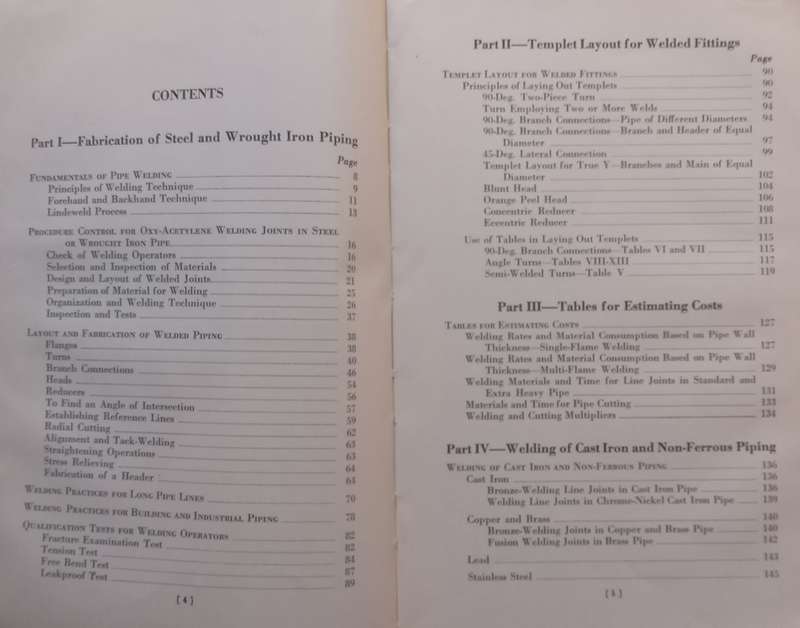 CONTENTS
Part I—Fabrication of Steel and Wrought Iron Piping
Page
FUNDAMENTALS OF PIPE WELDING 8
Principles of Welding Technique 9
Forehand and Backhand Technique 11
Lindeweld Process 13
PROCEDURE CONTROL FOR OXY-ACETYLENE WELDING JOINTS IN STEEL
OR WROUGHT IRON PIPE 16
Check of Welding Operators 16
Selection and Inspection of Materials 20
Design and Layout of Welded Joints 21
Preparation of Material for Welding 25
Organization and Welding Technique 26
Inspection and Tests 37
LAYOUT AND FABRICATION OF WELDED PIPING 38
Flanges 38
Turns 40
Branch Connections 46
Heads 54
Reducers 56
To Find an Angle of Intersection 57
Establishing Reference Lines 59
Radial Cutting 62
Alignment and Tack-Welding 63
Straightening Operations 63
Stress Relieving 64
Fabrication of a Header 64
WELDING PRACTICES FOR LONG PIPE LINES 70
WELDING PRACTICES FOR BUILDING AND INDUSTRIAL PIPING 78
QUALIFICATION TESTS FOR WELDING OPERATORS 82
Fracture Examination Test 82
Tension Test 84
Free Bend Test 87
Leakproof Test 89
[ 4 ]
Part II—Templet Layout for Welded Fittings
Page
TEMPLET LAYOUT FOR WELDED FITTINGS 90
Principles of Laying Out Templets 90
90-Deg. Two-Piece Turn 92
Turn Employing Two or More Welds 94
90-Deg. Branch Connections—Pipe of Different Diameters 94
90-Deg. Branch Connections—Branch and Header of Equal
Diameter 97
45-Deg. Lateral Connection 99
Templet Layout for True Y—Branches and Main of Equal
Diameter 102
Blunt Head 104
Orange Peel Head 106
Concentric Reducer 108
Eccentric Reducer 111
Use of Tables in Laying Out Templets 115
90-Deg. Branch Connections—Tables VI and VII 115
Angle Turns—Tables VIII-XIII 117
Semi-Welded Turns—Table V 119
Part III—Tables for Estimating Costs
TABLES FOR ESTIMATING COSTS 127
Welding Rates and Material Consumption Based on Pipe Wall
Thickness—Single-Flame Welding 127
Welding Rates and Material Consumption Based on Pipe Wall
Thickness—Multi-Flame Welding 129
Welding Materials and Time for Line Joints in Standard and
Extra Heavy Pipe 131
Materials and Time for Pipe Cutting 133
Welding and Cutting Multipliers 134
Part IV—Welding of Cast Iron and Non-Ferrous Piping
WELDING OF CAST IRON AND NON-FERROUS PIPING 136
Cast Iron 136
Bronze-Welding Line Joints in Cast Iron Pipe 136
Welding Line Joints in Chrome-Nickel Cast Iron Pipe 139
Copper and Brass 140
Bronze-Welding Joints in Copper and Brass Pipe 140
Fusion Welding Joints in Brass Pipe 142
Lead 143
Stainless Steel 145
[ 5 ]